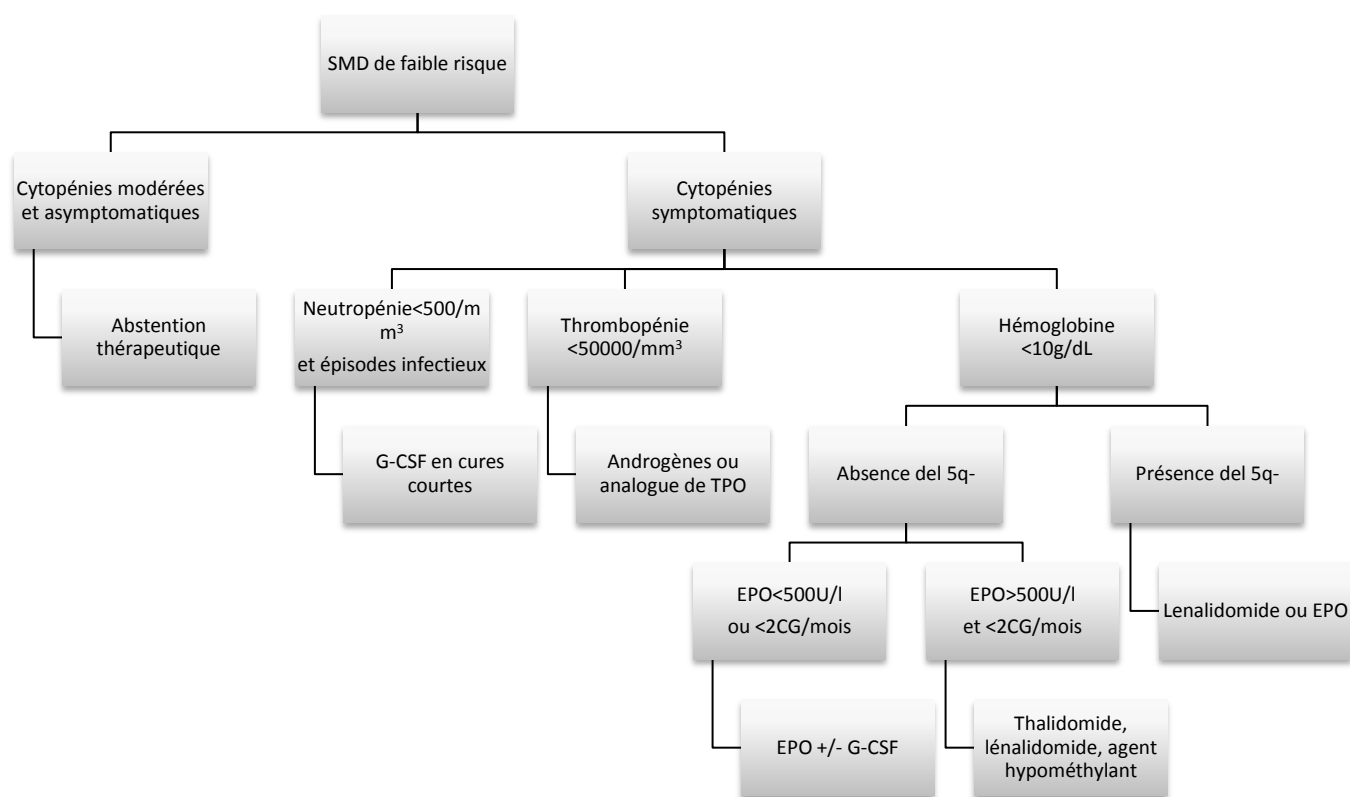 SMD de faible risque
Cytopénies modérées
et asymptomatiques
Cytopénies
symptomatiques
Abstention
thérapeutique
Neutropénie<500/m
m³
et épisodes infectieux
Thrombopénie
<50000/mm³
Hémoglobine
<10g/dL
G-CSF en cures
courtes
Androgènes ou
analogue de TPO
Absence del 5q-
Présence del 5q-
EPO<500U/l
ou <2CG/mois
EPO>500U/l
et <2CG/mois
Lenalidomide ou EPO
EPO +/- G-CSF
Thalidomide,
lénalidomide, agent
hypométhylant